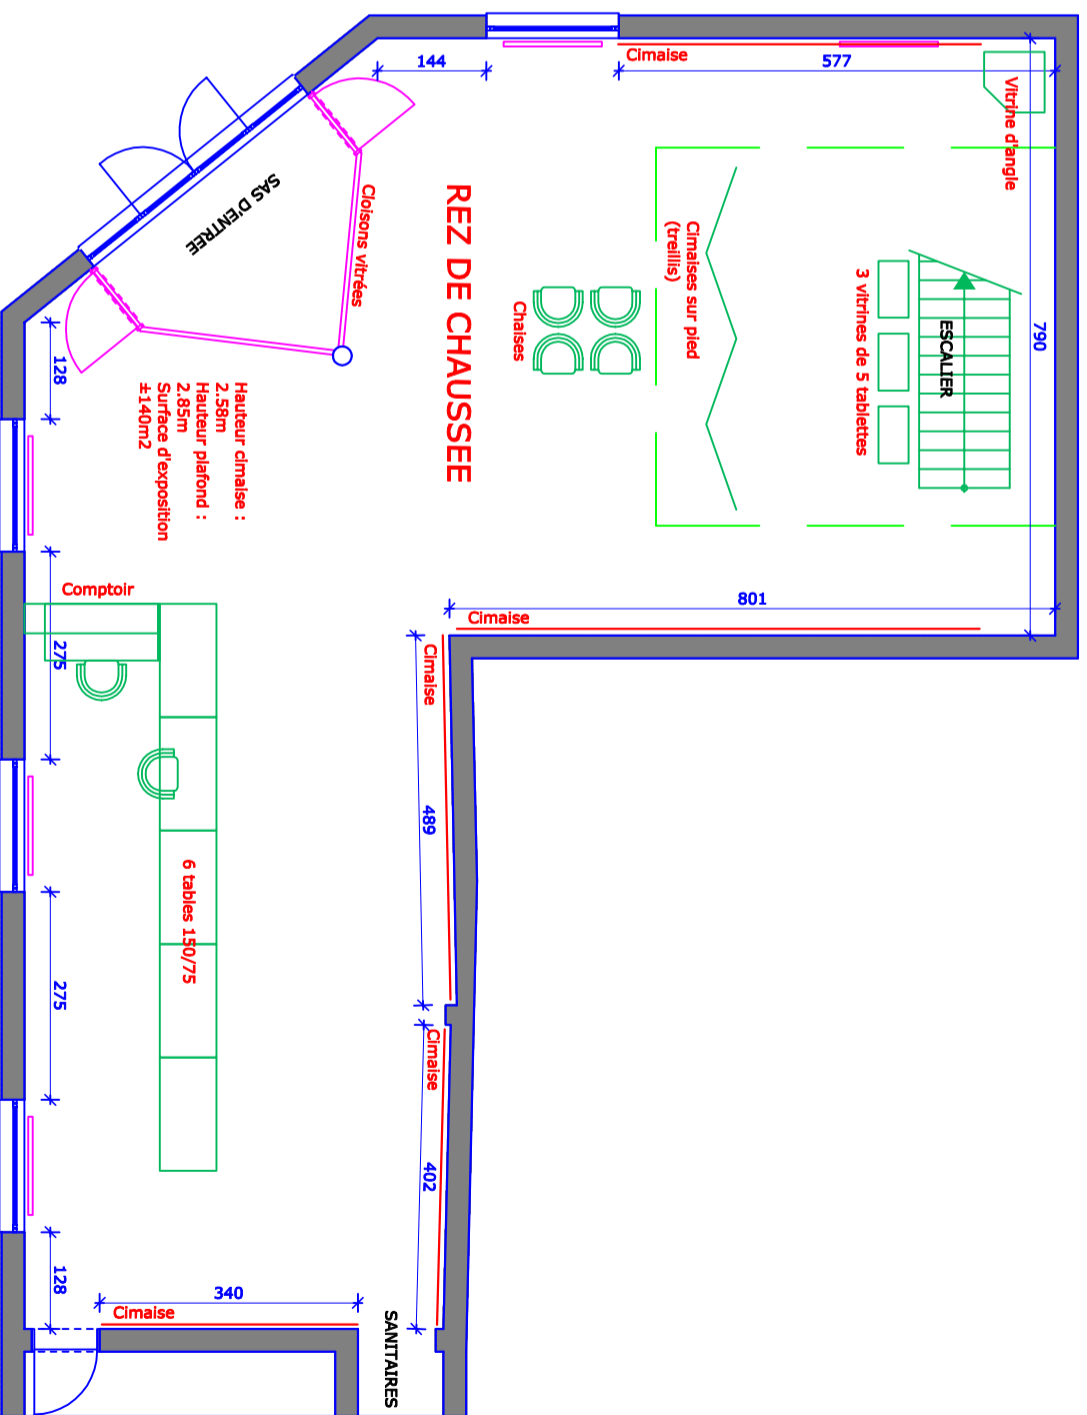 Cimaise
144
577
Vitrine d'angle
790
SAS D'ENTREE
Cloisons vitrées
REZ DE CHAUSSEE
Cimaises sur pied
(treillis)
Chaises
3 vitrines de 5 tablettes
ESCALIER
128
Hauteur cimaise :
2.58m
Hauteur plafond :
2.85m
Surface d'exposition
±140m2
Comptoir
275
801
Cimaise
Cimaise
489
6 tables 150/75
275
Cimaise
402
128
340
Cimaise
SANITAIRES